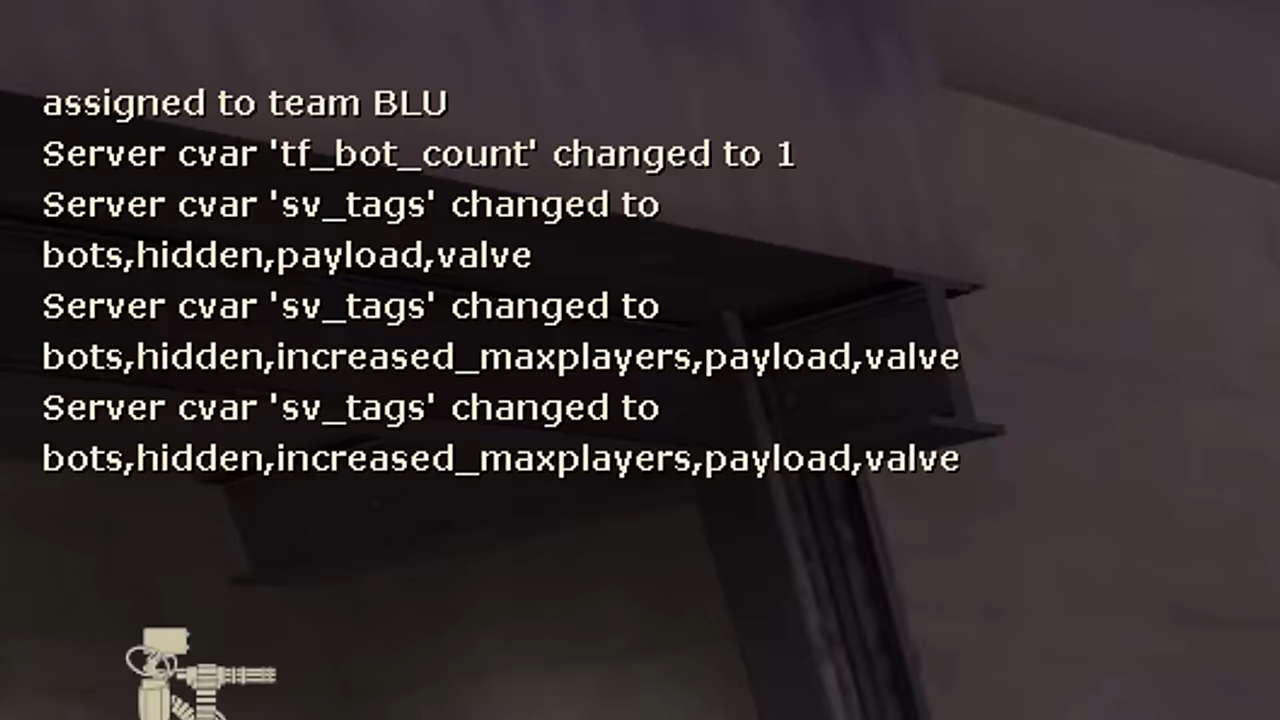 assigned to team BLU
Server cvar 'tf_bot_count' changed to 1
Server cvar 'sv_tags' changed to
bots,hidden,payload,valve
Server cvar 'sv_tags' changed to
bots,hidden,increased_maxplayers,payload,valve
Server cvar 'sv_tags' changed to
bots,hidden,increased_maxplayers,payload,valve